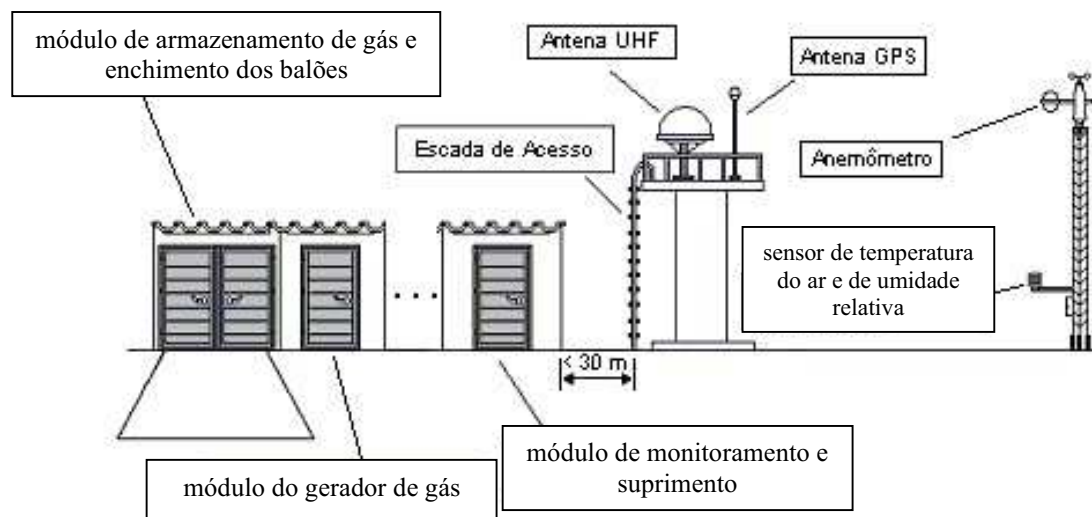 módulo de armazenamento de gás e
enchimento dos balões
Antena UHF
Antena GPS
Escada de Acesso
Anemômetro
sensor de temperatura
do ar e de umidade
relativa
< 30 m
módulo de monitoramento e
suprimento
módulo do gerador de gás